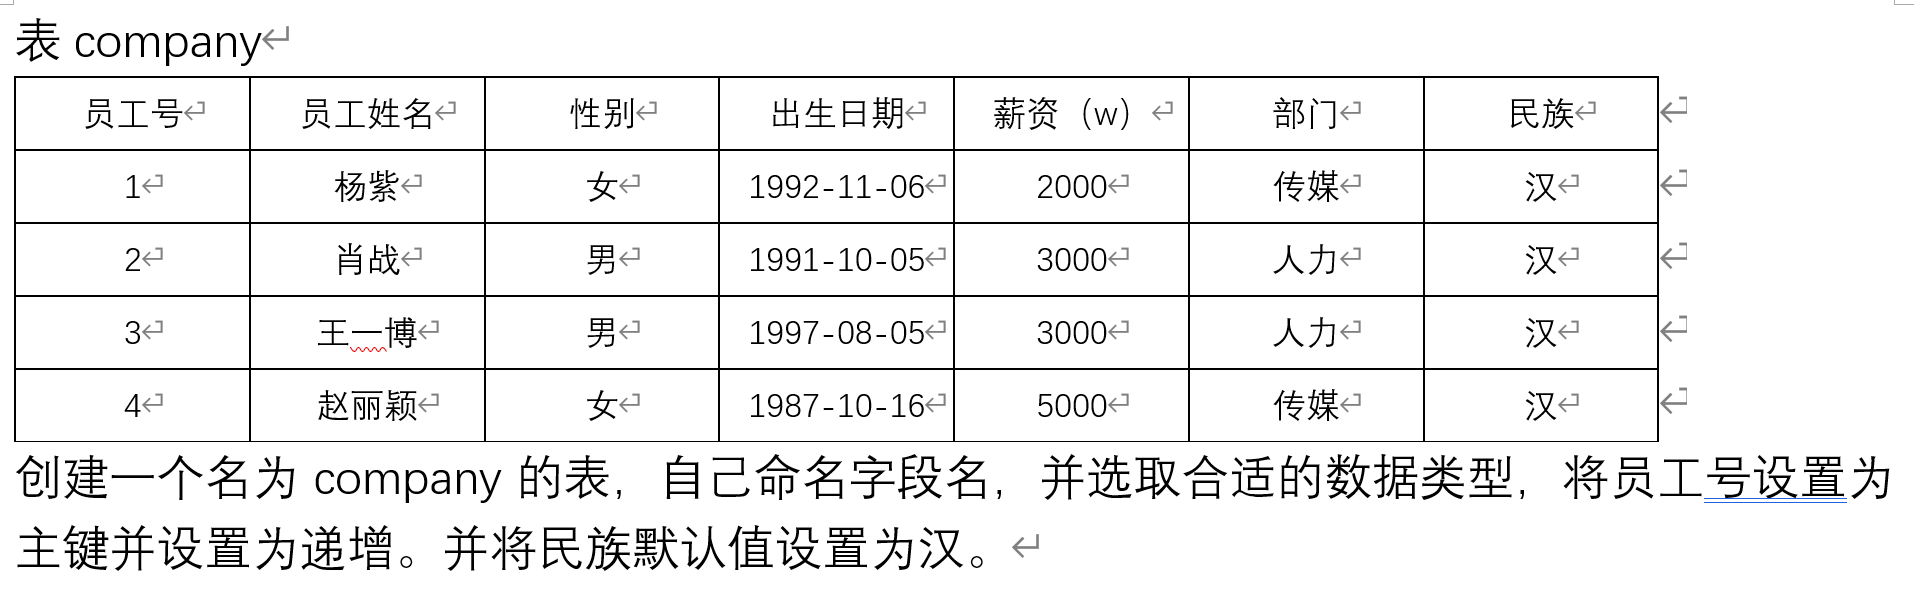 表 company
员工号 员工姓名 性别 出生日期 薪资（w） 部门 民族
1 杨紫 女 1992-11-06 2000 传媒 汉
2 肖战 男 1991-10-05 3000 人力 汉
3 王一博 男 1997-08-05 3000 人力 汉
4 赵丽颖 女 1987-10-16 5000 传媒 汉
创建一个名为 company 的表，自己命名字段名，并选取合适的数据类型，将员工号设置为
主键并设置为递增。并将民族默认值设置为汉。